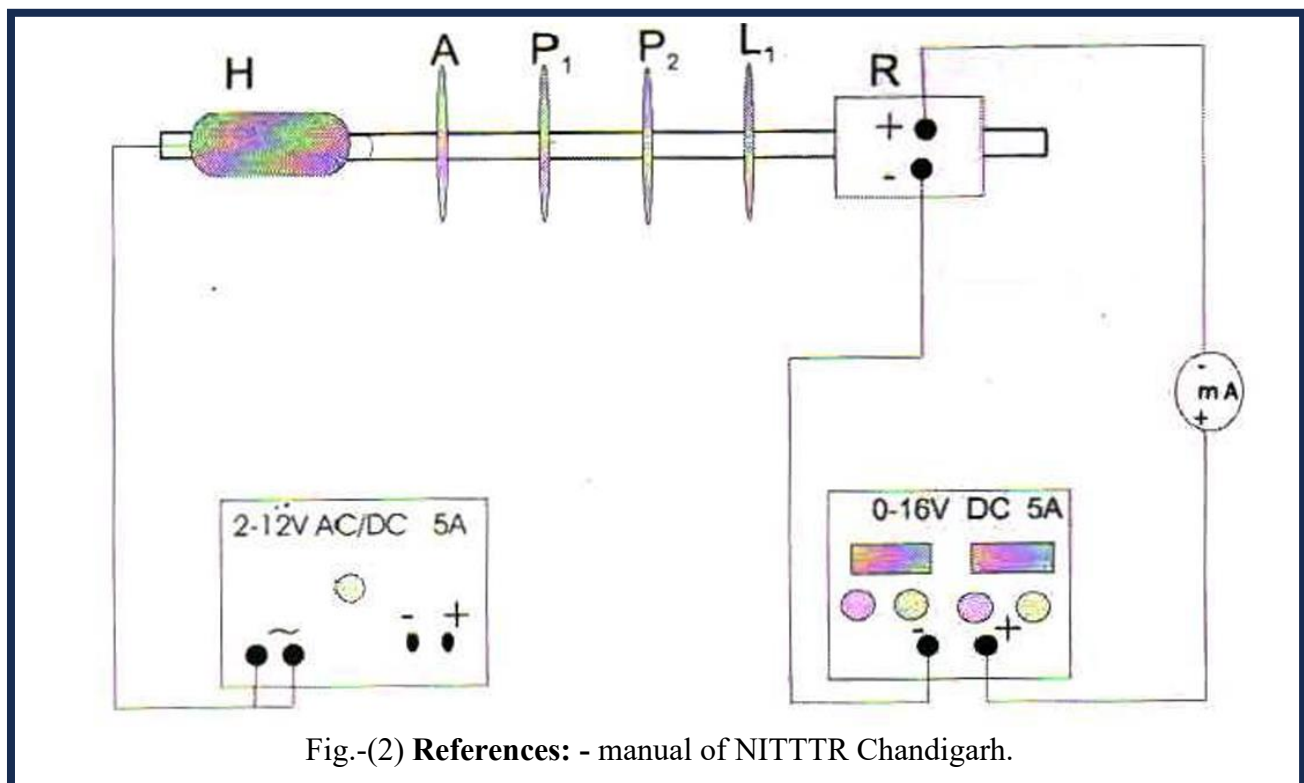 H
A
P₁
P₂
L₁
R
+
-
-
mA
+
2-12V AC/DC 5A
- +
~
0-16V DC 5A
- +
Fig.-(2) References: - manual of NITTTR Chandigarh.